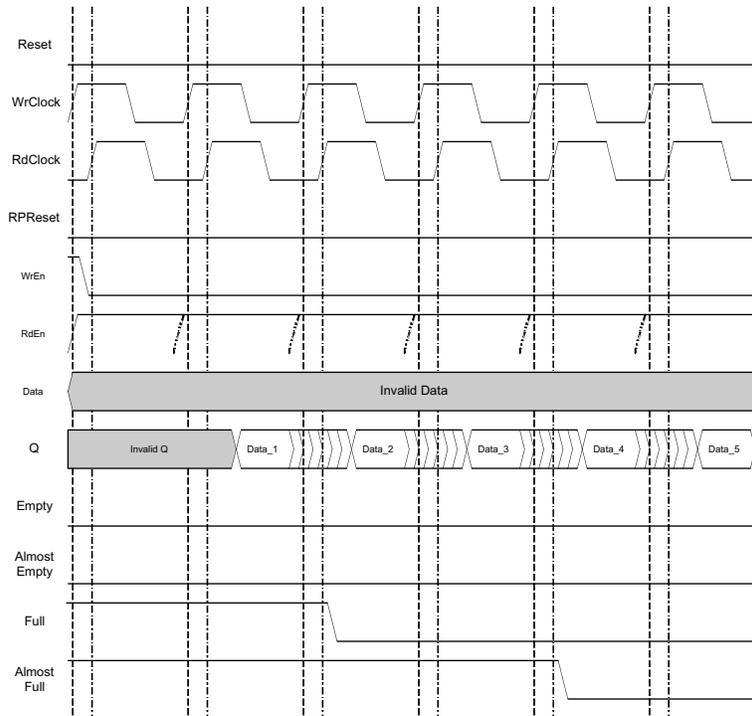 Reset
WrClock
RdClock
RPReset
WrEn
RdEn
Data
Invalid Data
Q
Invalid Q
Data_1
Data_2
Data_3
Data_4
Data_5
Empty
Almost
Empty
Full
Almost
Full